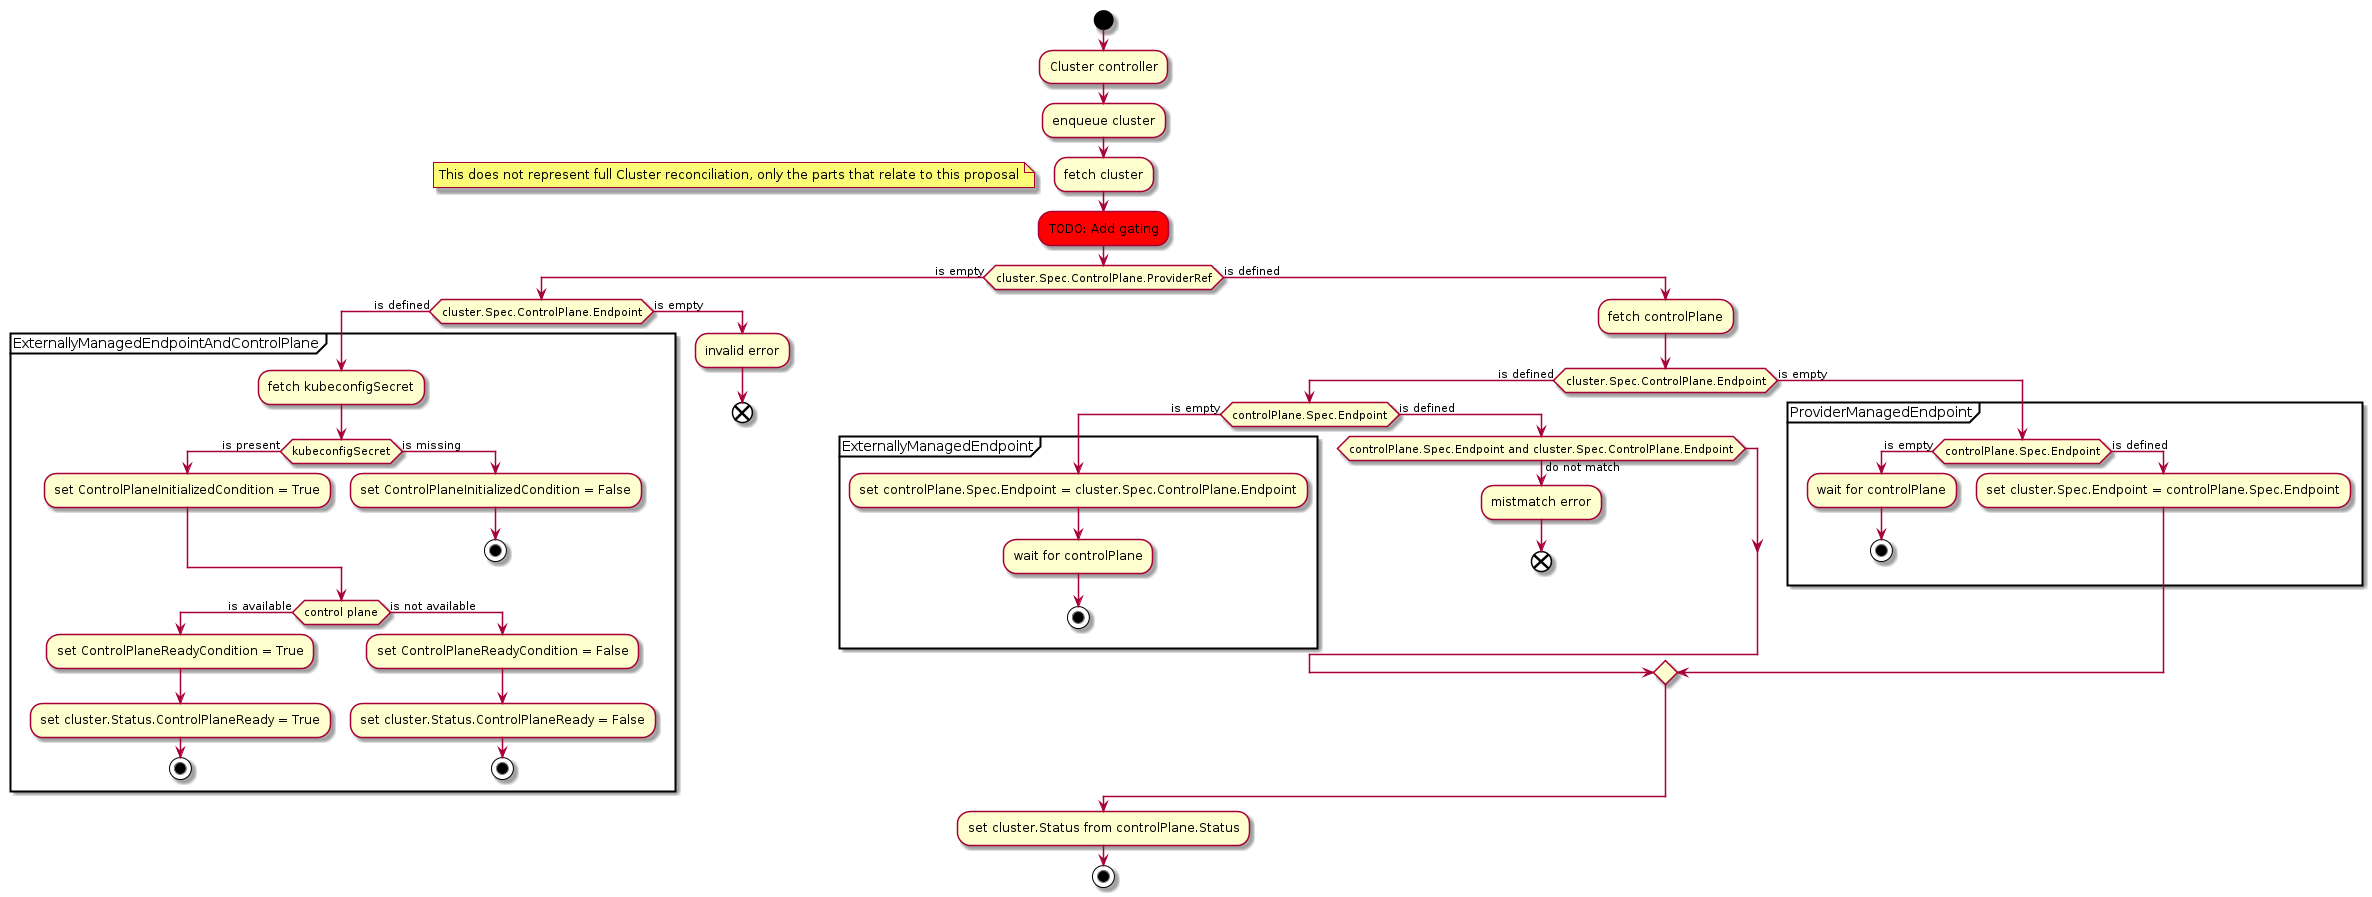 Cluster controller
enqueue cluster
This does not represent full Cluster reconciliation, only the parts that relate to this proposal
fetch cluster
TODO: Add gating
is empty
cluster.Spec.ControlPlane.ProviderRef
is defined
is defined
cluster.Spec.ControlPlane.Endpoint
is empty
ExternallyManagedEndpointAndControlPlane
fetch kubeconfigSecret
is present
kubeconfigSecret
is missing
set ControlPlaneInitializedCondition = True
set ControlPlaneInitializedCondition = False
is available
control plane
is not available
set ControlPlaneReadyCondition = True
set ControlPlaneReadyCondition = False
set cluster.Status.ControlPlaneReady = True
set cluster.Status.ControlPlaneReady = False
invalid error
fetch controlPlane
is defined
cluster.Spec.ControlPlane.Endpoint
is empty
is empty
controlPlane.Spec.Endpoint
is defined
ExternallyManagedEndpoint
set controlPlane.Spec.Endpoint = cluster.Spec.ControlPlane.Endpoint
wait for controlPlane
controlPlane.Spec.Endpoint and cluster.Spec.ControlPlane.Endpoint
do not match
mistmatch error
ProviderManagedEndpoint
is empty
controlPlane.Spec.Endpoint
is defined
wait for controlPlane
set cluster.Spec.Endpoint = controlPlane.Spec.Endpoint
set cluster.Status from controlPlane.Status